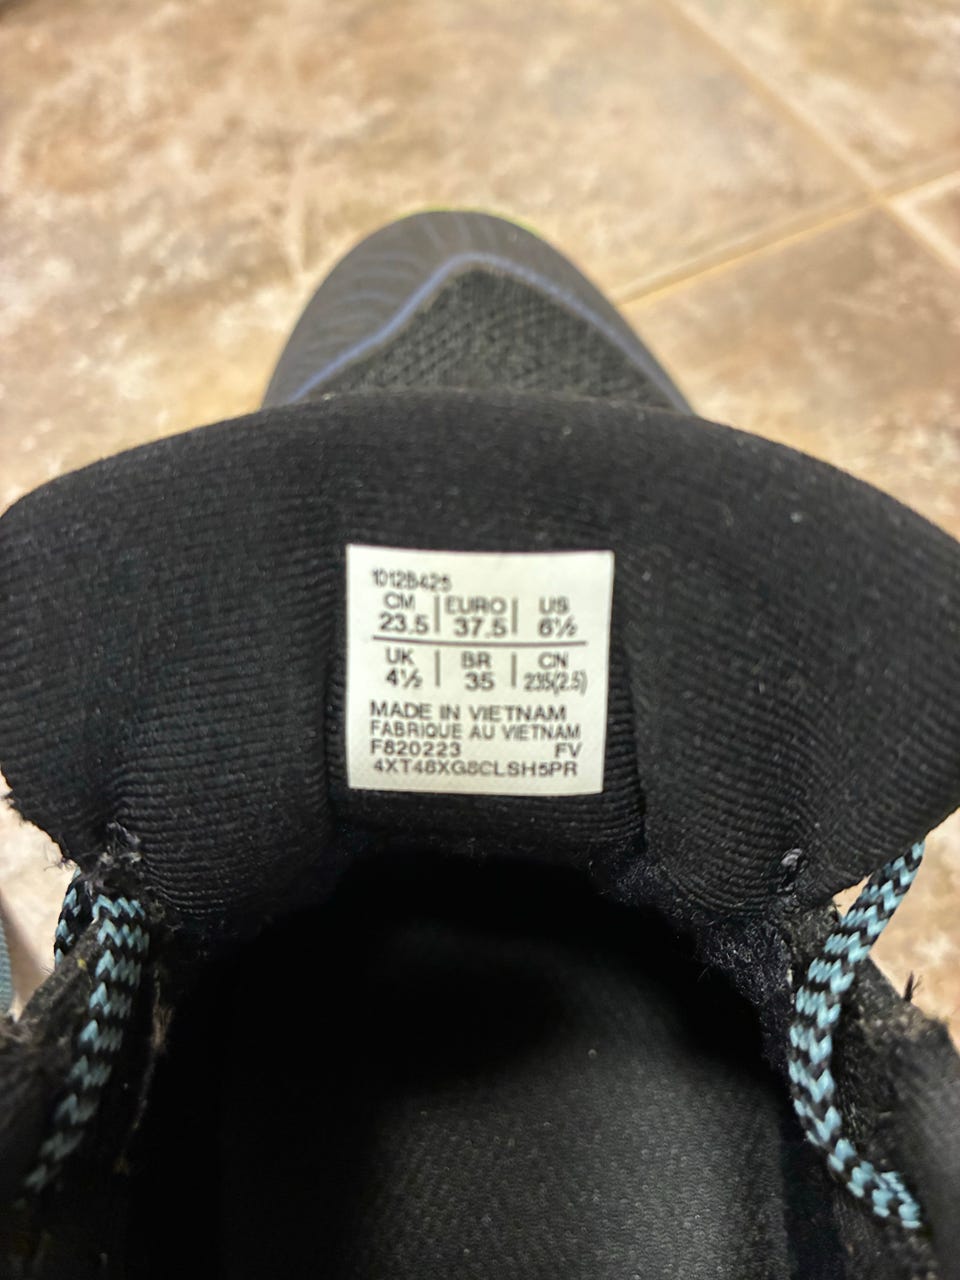 1012B425
CM | EURO | US
23.5 | 37.5 | 6½
UK | BR | CN
4½ | 35 | 235(2.5)
MADE IN VIETNAM
FABRIQUE AU VIETNAM
F820223 FV
4XT48XG8CLSH5PR